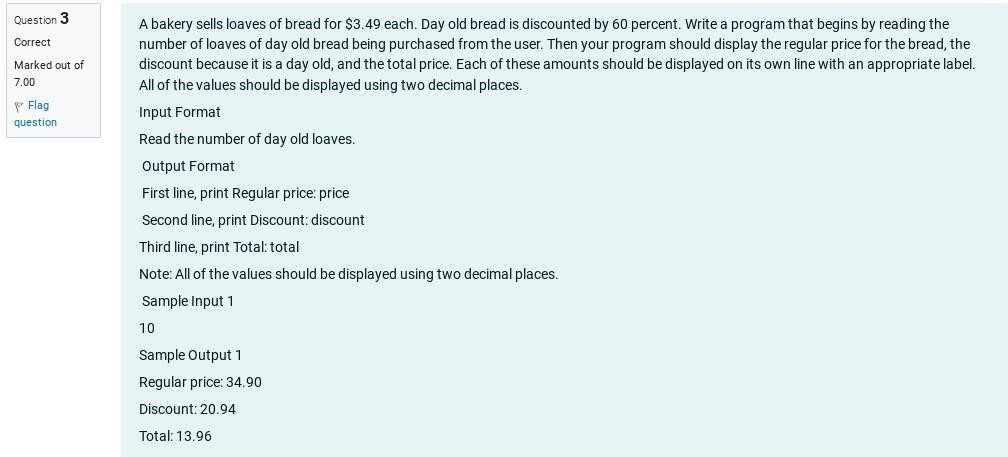 Question 3
Correct
Marked out of
7.00
Flag
question
A bakery sells loaves of bread for $3.49 each. Day old bread is discounted by 60 percent. Write a program that begins by reading the
number of loaves of day old bread being purchased from the user. Then your program should display the regular price for the bread, the
discount because it is a day old, and the total price. Each of these amounts should be displayed on its own line with an appropriate label.
All of the values should be displayed using two decimal places.
Input Format
Read the number of day old loaves.
Output Format
First line, print Regular price: price
Second line, print Discount: discount
Third line, print Total: total
Note: All of the values should be displayed using two decimal places.
Sample Input 1
10
Sample Output 1
Regular price: 34.90
Discount: 20.94
Total: 13.96